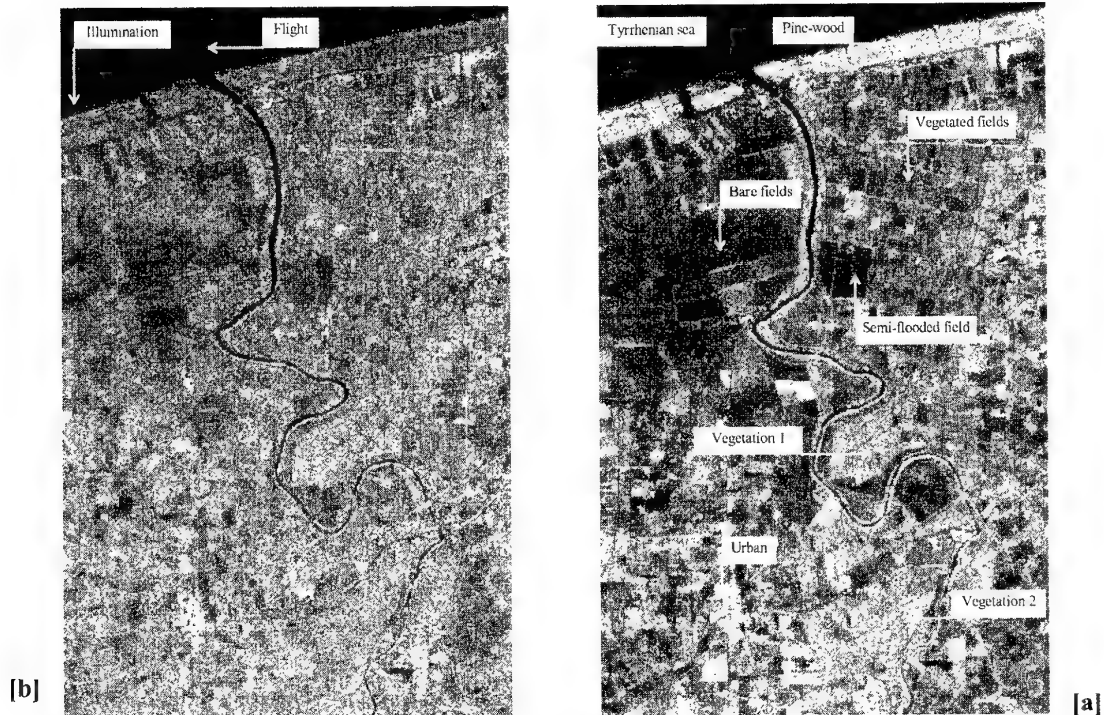 Illumination
Flight
[b]
Tyrrhenian sea
Pine-wood
Vegetated fields
Bare fields
Semi-flooded field
Vegetation 1
Urban
Vegetation 2
[a]